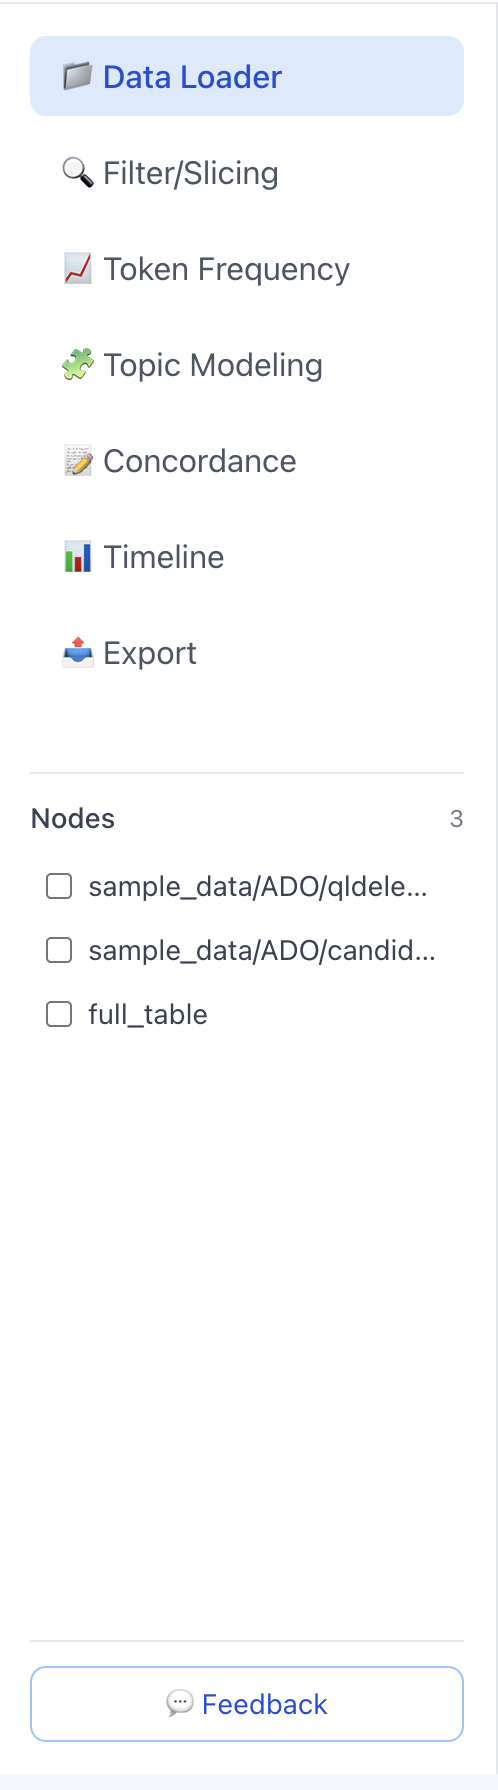 Data Loader
Filter/Slicing
Token Frequency
Topic Modeling
Concordance
Timeline
Export
Nodes 3
sample_data/ADO/qldele...
sample_data/ADO/candid...
full_table
Feedback